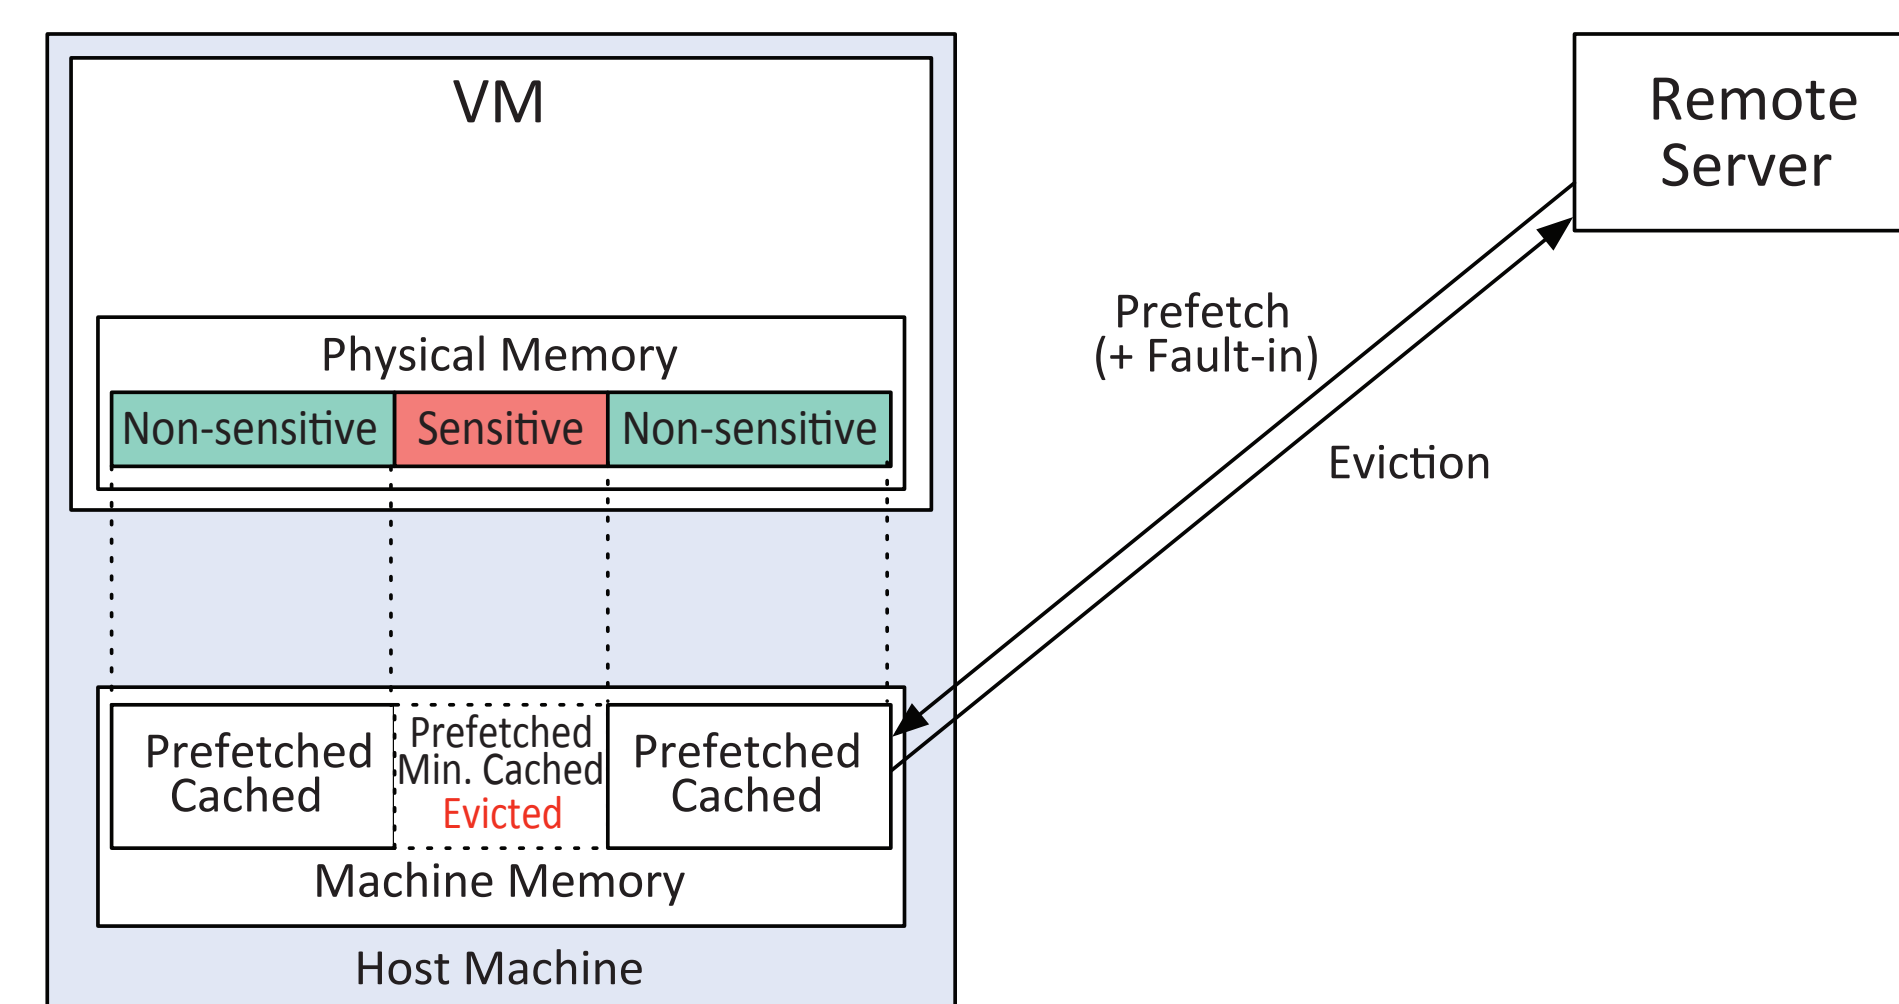 VM
Physical Memory
Non-sensitive
Sensitive
Non-sensitive
Prefetched
Cached
Prefetched
Min. Cached
Evicted
Prefetched
Cached
Machine Memory
Host Machine
Prefetch
(+ Fault-in)
Eviction
Remote
Server